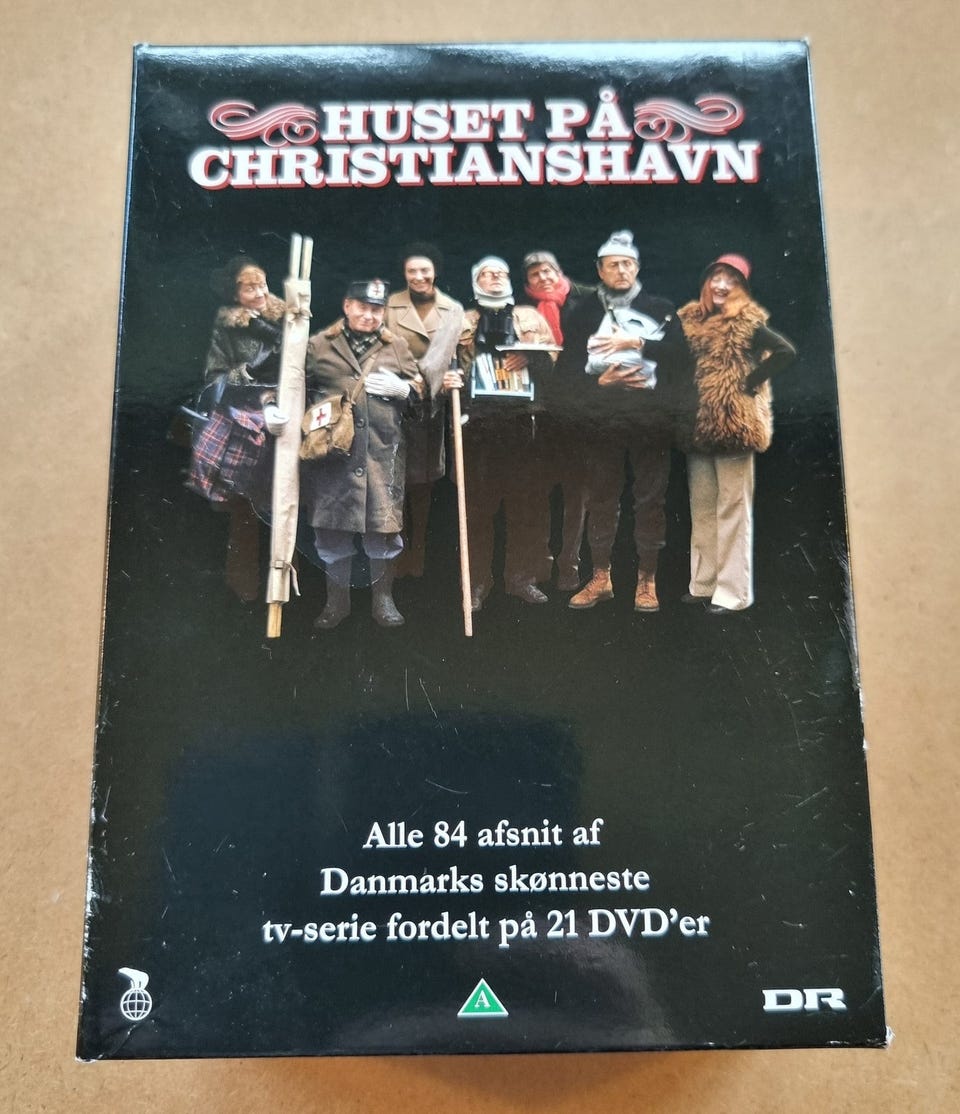 HUSET PÅ
CHRISTIANSHAVN
Alle 84 afsnit af
Danmarks skønneste
tv-serie fordelt på 21 DVD'er
A
DR